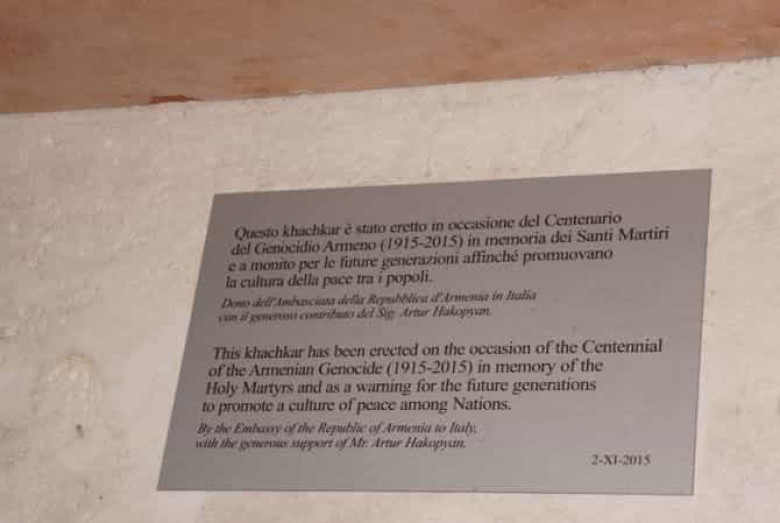 Questo khachkar è stato eretto in occasione del Centenario
del Genocidio Armeno (1915-2015) in memoria dei Santi Martiri
e a monito per le future generazioni affinché promuovano
la cultura della pace tra i popoli.
Dono dell'Ambasciata della Repubblica d'Armenia in Italia
con il generoso contributo del Sig. Artur Hakopyan.
This khachkar has been erected on the occasion of the Centennial
of the Armenian Genocide (1915-2015) in memory of the
Holy Martyrs and as a warning for the future generations
to promote a culture of peace among Nations.
By the Embassy of the Republic of Armenia to Italy,
with the generous support of Mr. Artur Hakopyan.
2-XI-2015